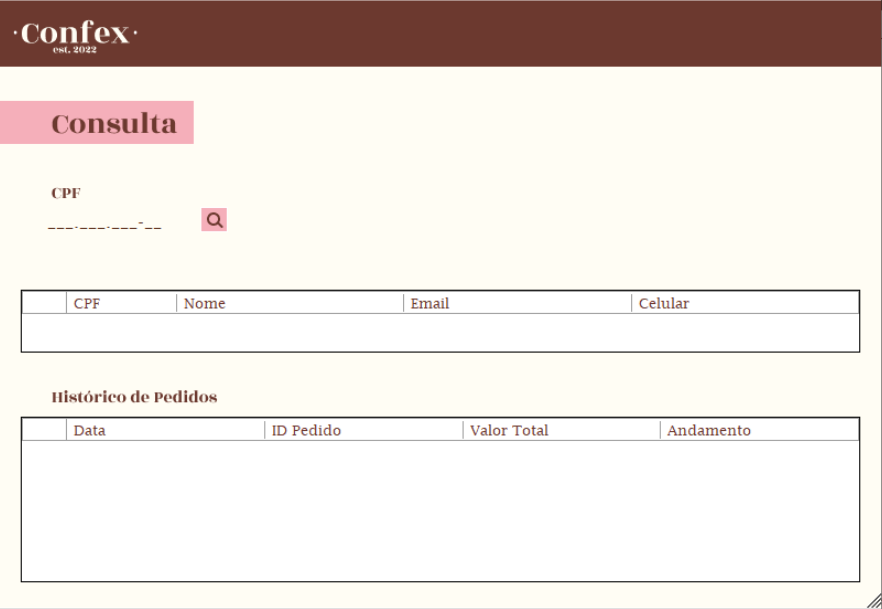 ·Confex·
est. 2022
Consulta
CPF
___.___.___-__
CPF Nome Email Celular
Histórico de Pedidos
Data ID Pedido Valor Total Andamento